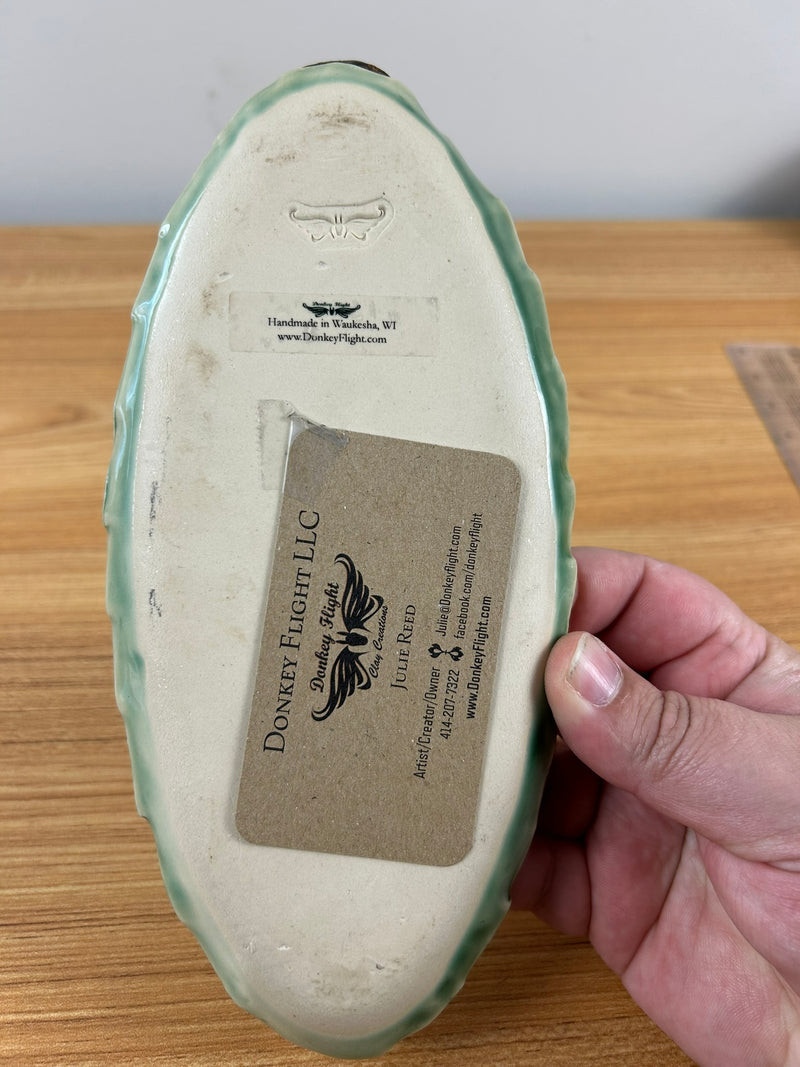 Donkey Flight
Handmade in Waukesha, WI
www.DonkeyFlight.com
DONKEY FLIGHT LLC
Donkey Flight
Clay Creations
JULIE REED
Artist/Creator/Owner Julie@Donkeyflight.com
414-207-7322 facebook.com/donkeyflight
www.DonkeyFlight.com